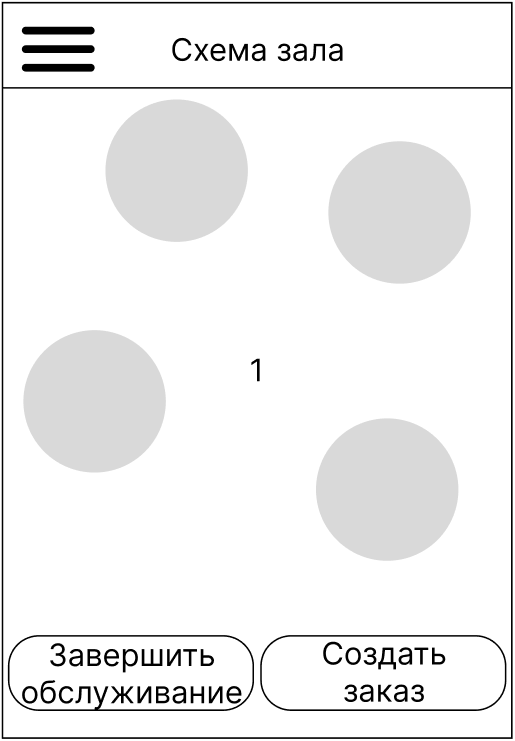 Схема зала
1
Завершить
обслуживание
Создать
заказ